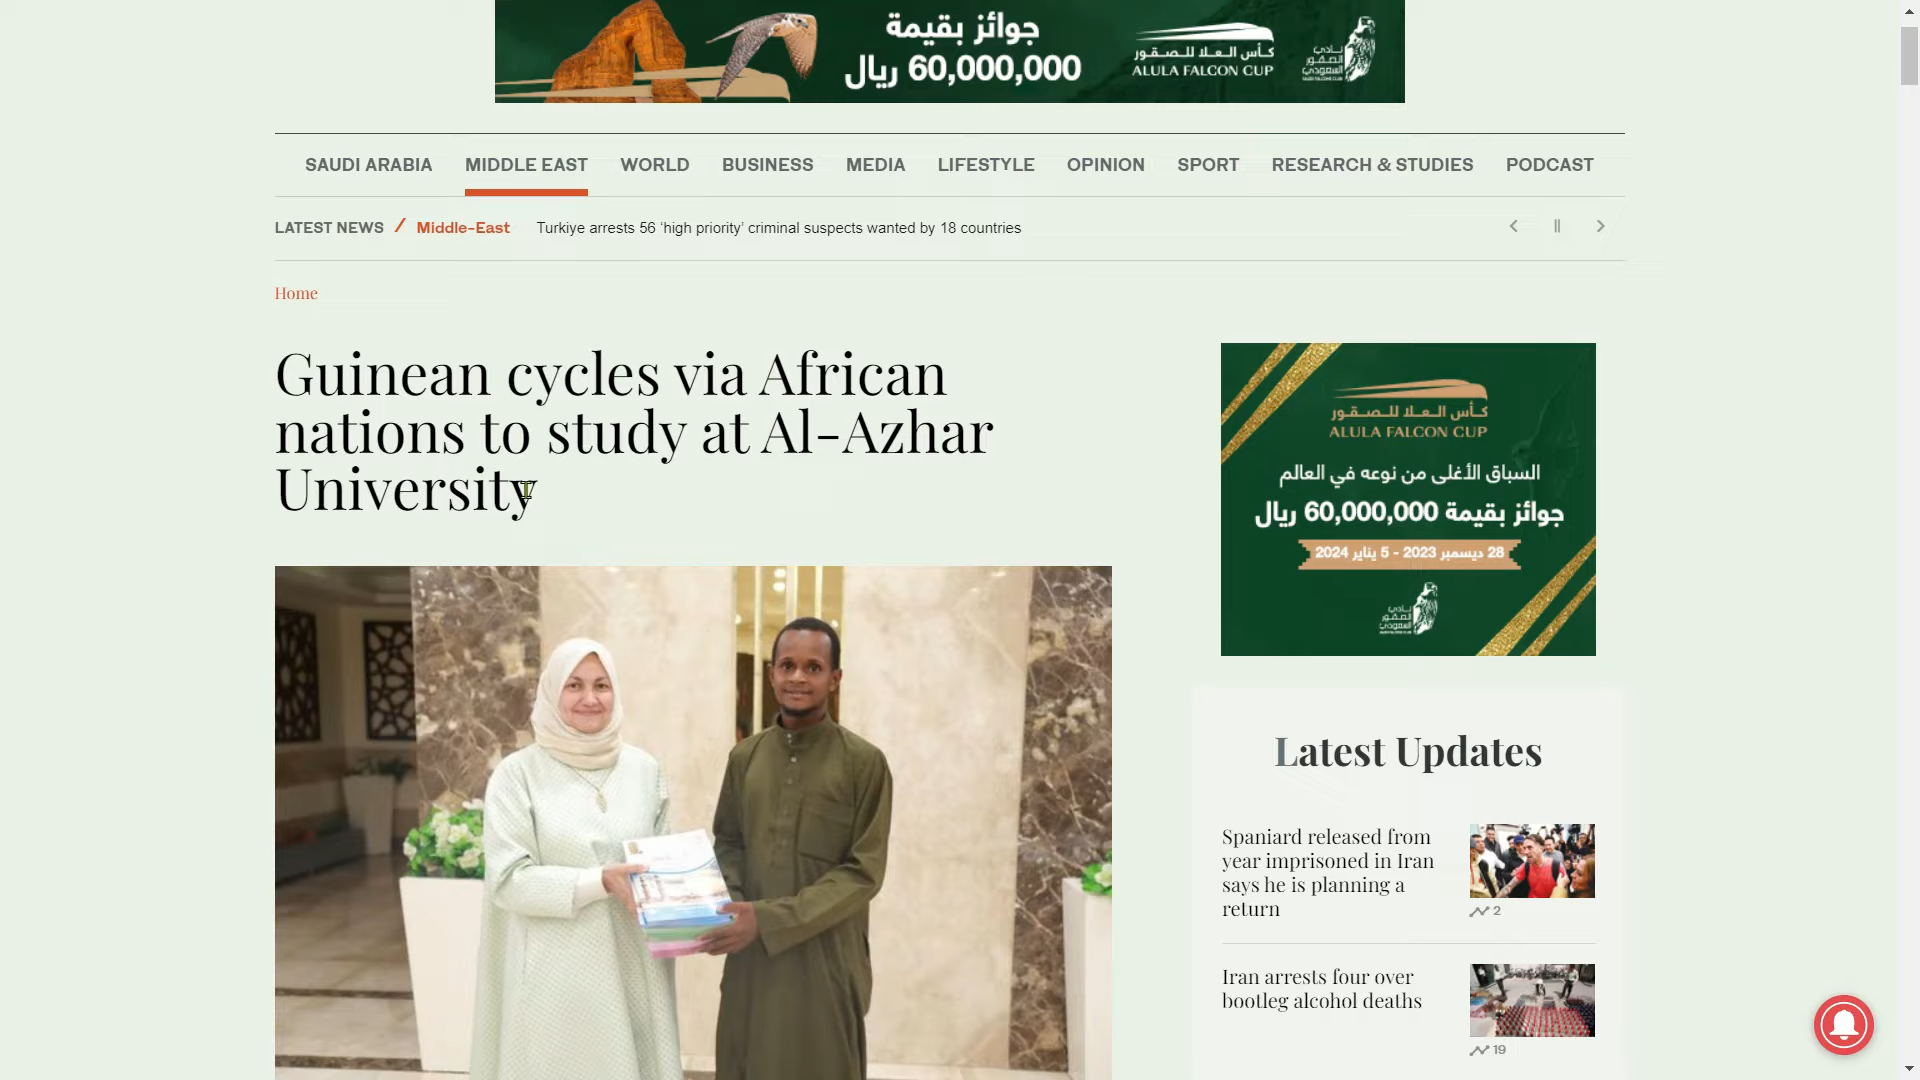 جوائز بقيمة
60,000,000 ريال
كأس العلا للصقور
ALULA FALCON CUP
نادي
الصقور
السعودي
SAUDI ARABIA MIDDLE EAST WORLD BUSINESS MEDIA LIFESTYLE OPINION SPORT RESEARCH & STUDIES PODCAST
LATEST NEWS / Middle-East Turkiye arrests 56 ‘high priority’ criminal suspects wanted by 18 countries
Home
Guinean cycles via African
nations to study at Al-Azhar
University
كأس العلا للصقور
ALULA FALCON CUP
السباق الأغلى من نوعه في العالم
جوائز بقيمة 60,000,000 ريال
28 ديسمبر 2023 - 5 يناير 2024
نادي
الصقور
السعودي
Latest Updates
Spaniard released from
year imprisoned in Iran
says he is planning a
return
2
Iran arrests four over
bootleg alcohol deaths
19